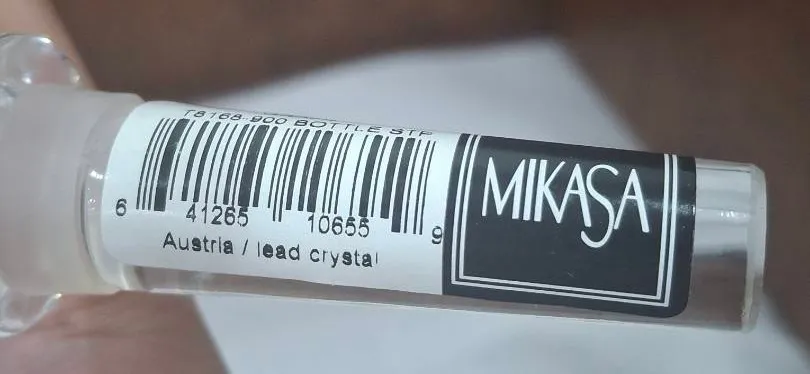 T8168-900 BOTTLE STP
6 41265 10655 9
Austria / lead crystal
MIKASA